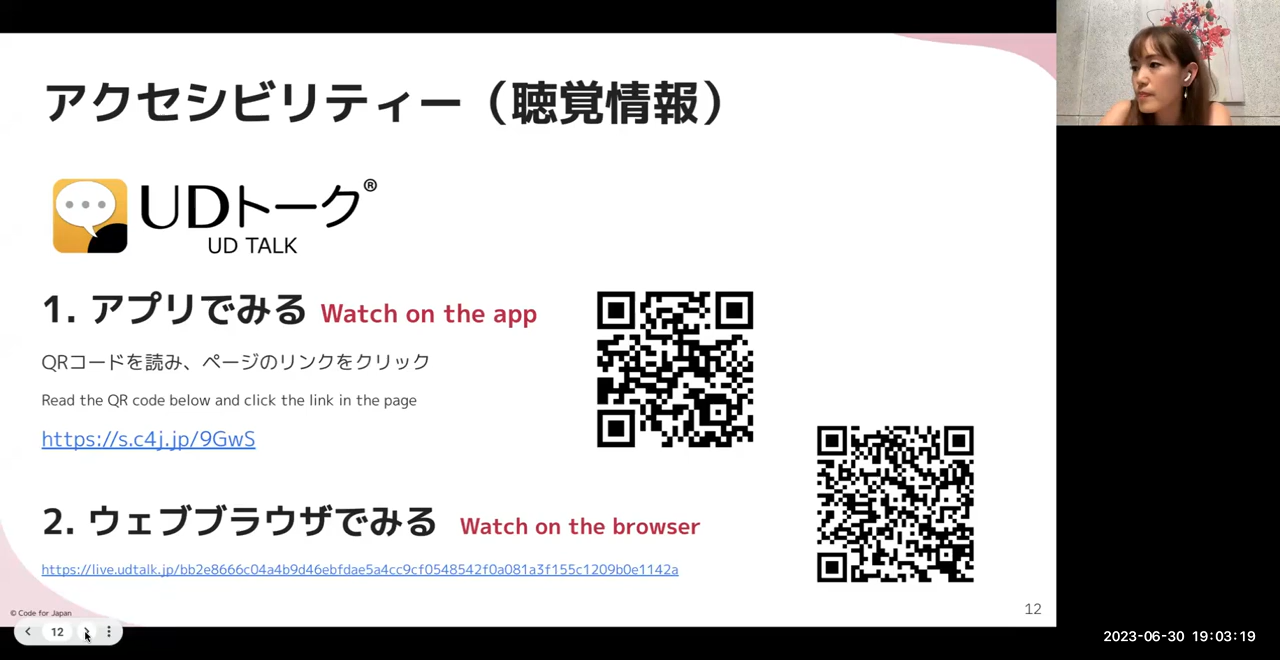 アクセシビリティー（聴覚情報）
UDトーク®
UD TALK
1. アプリでみる Watch on the app
QRコードを読み、ページのリンクをクリック
Read the QR code below and click the link in the page
https://s.c4j.jp/9GwS
2. ウェブブラウザでみる Watch on the browser
https://live.udtalk.jp/bb2e8666c04a4b9d46ebfdae5a4cc9cf0548542f0a081a3f155c1209b0e1142a
© Code for Japan
12
12
2023-06-30 19:03:19